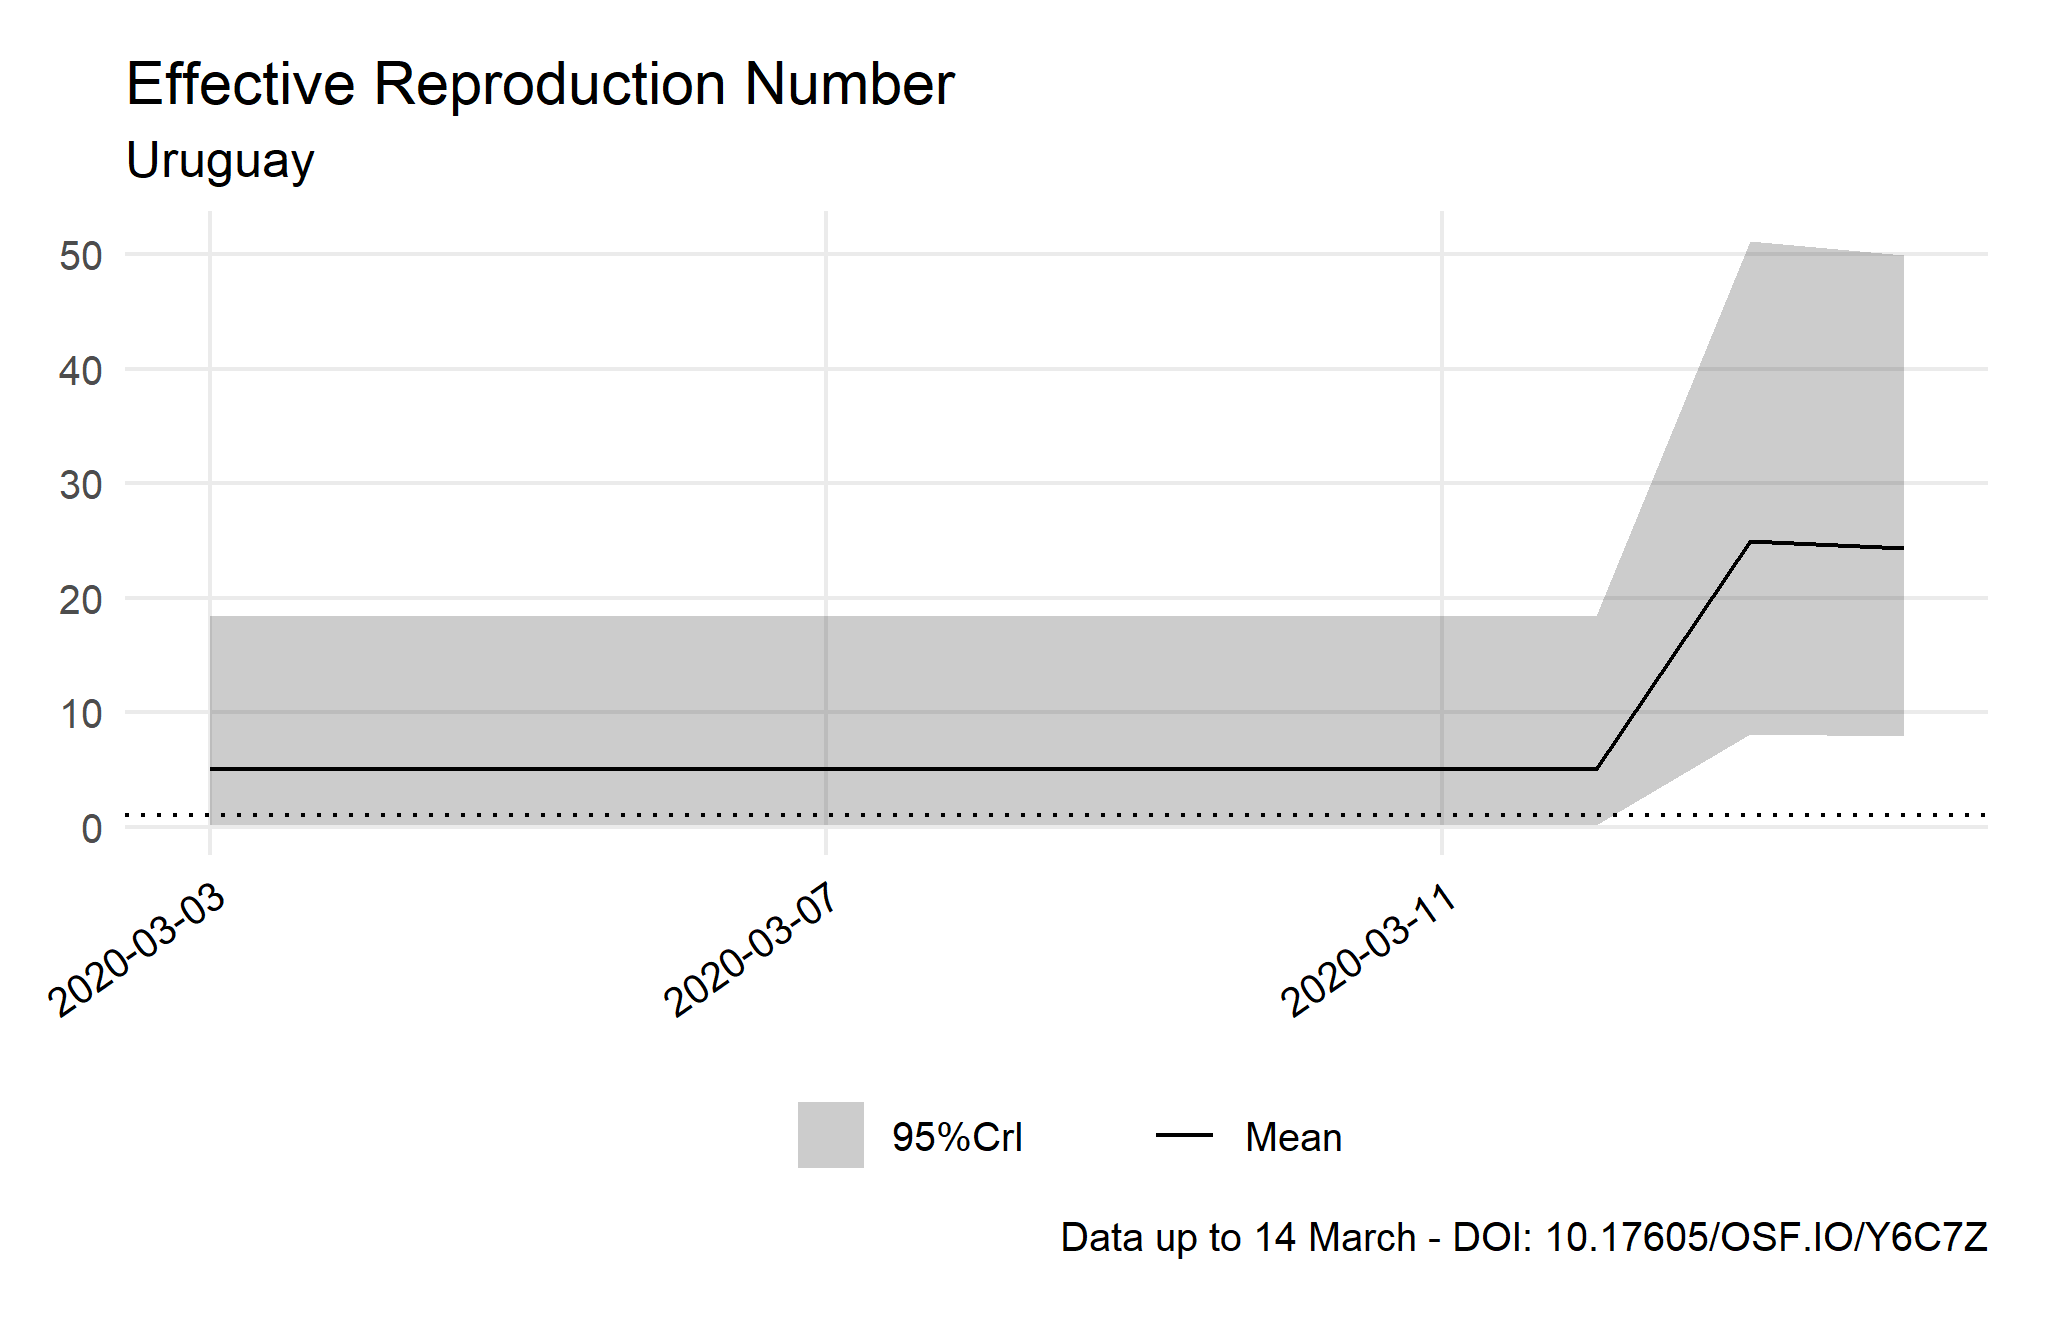 Effective Reproduction Number
Uruguay
50
40
30
20
10
0
2020-03-03
2020-03-07
2020-03-11
95%CrI
Mean
Data up to 14 March - DOI: 10.17605/OSF.IO/Y6C7Z